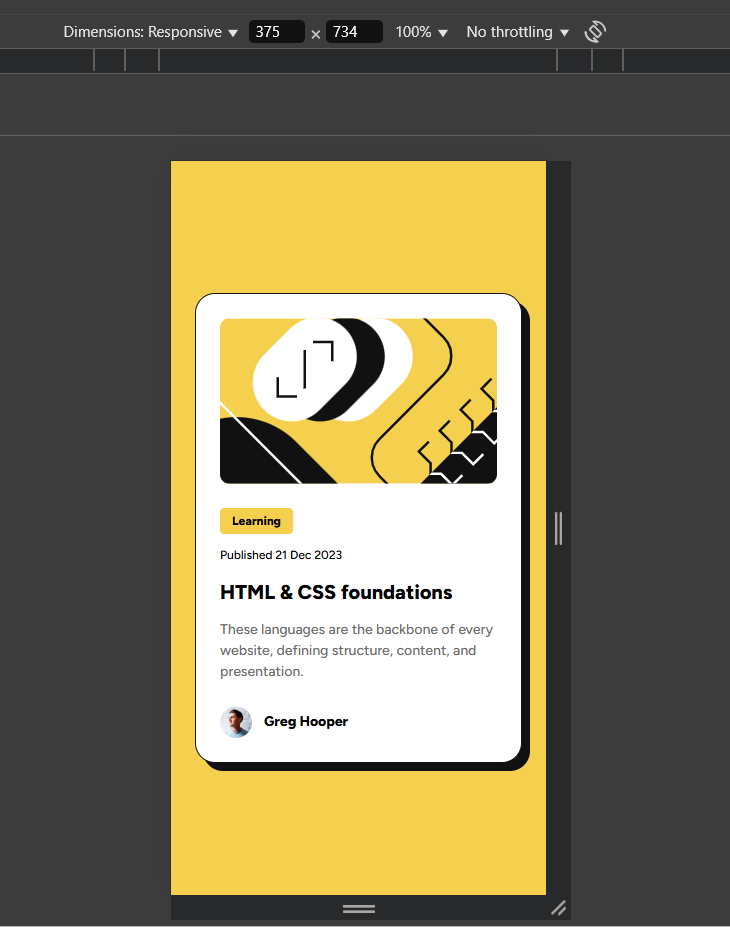 Dimensions: Responsive 375 × 734 100% No throttling
Learning
Published 21 Dec 2023
HTML & CSS foundations
These languages are the backbone of every
website, defining structure, content, and
presentation.
Greg Hooper